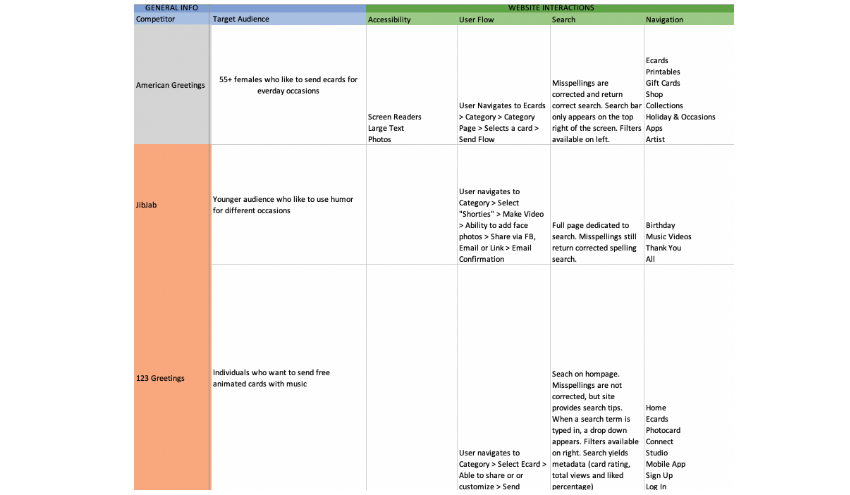 GENERAL INFO
WEBSITE INTERACTIONS
Competitor
Target Audience
Accessibility
User Flow
Search
Navigation
American Greetings
55+ females who like to send ecards for
everday occasions
Screen Readers
Large Text
Photos
User Navigates to Ecards
> Category > Category
Page > Selects a card >
Send Flow
Misspellings are
corrected and return
correct search. Search bar
only appears on the top
right of the screen. Filters
available on left.
Ecards
Printables
Gift Cards
Shop
Collections
Holiday & Occasions
Apps
Artist
JibJab
Younger audience who like to use humor
for different occasions
User navigates to
Category > Select
"Shorties" > Make Video
> Ability to add face
photos > Share via FB,
Email or Link > Email
Confirmation
Full page dedicated to
search. Misspellings still
return corrected spelling
search.
Birthday
Music Videos
Thank You
All
123 Greetings
Individuals who want to send free
animated cards with music
User navigates to
Category > Select Ecard >
Able to share or or
customize > Send
Seach on hompage.
Misspellings are not
corrected, but site
provides search tips.
When a search term is
typed in, a drop down
appears. Filters available
on right. Search yields
metadata (card rating,
total views and liked
percentage)
Home
Ecards
Photocard
Connect
Studio
Mobile App
Sign Up
Log In